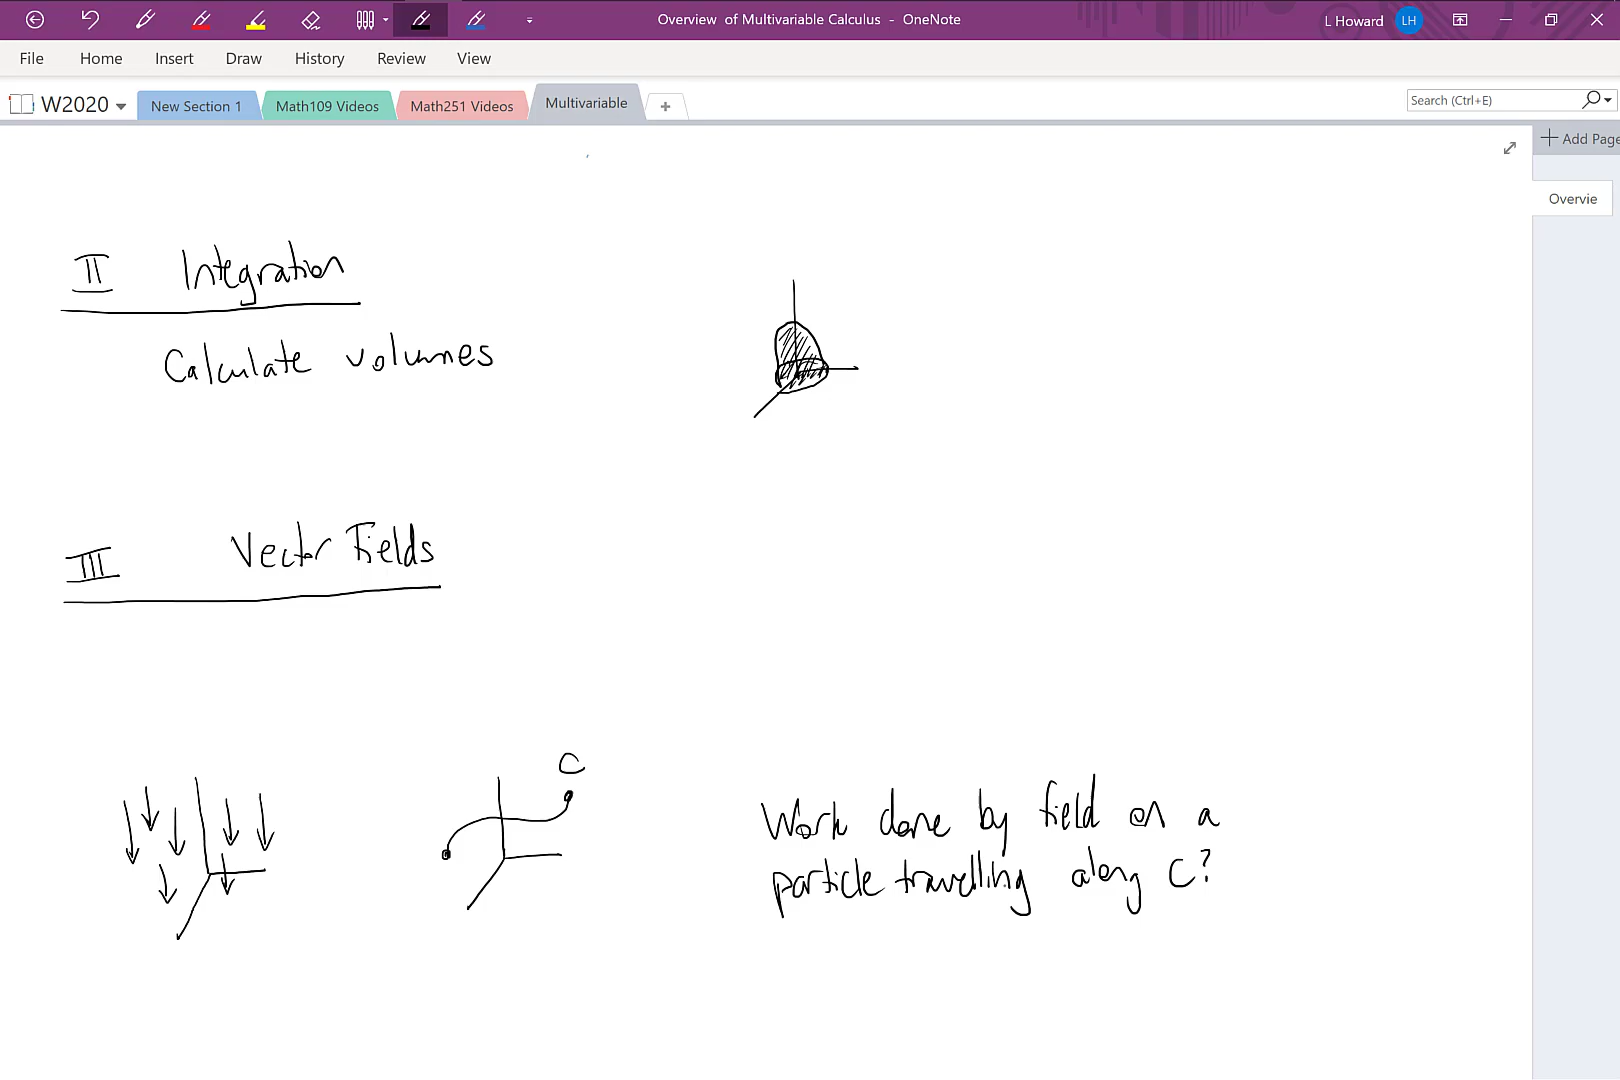 Overview of Multivariable Calculus - OneNote
L Howard LH
File Home Insert Draw History Review View
W2020 New Section 1 Math109 Videos Math251 Videos Multivariable +
Search (Ctrl+E)
Add Page
Overvie
II Integration
Calculate volumes
III Vector Fields
C
Work done by field on a
particle travelling along C?